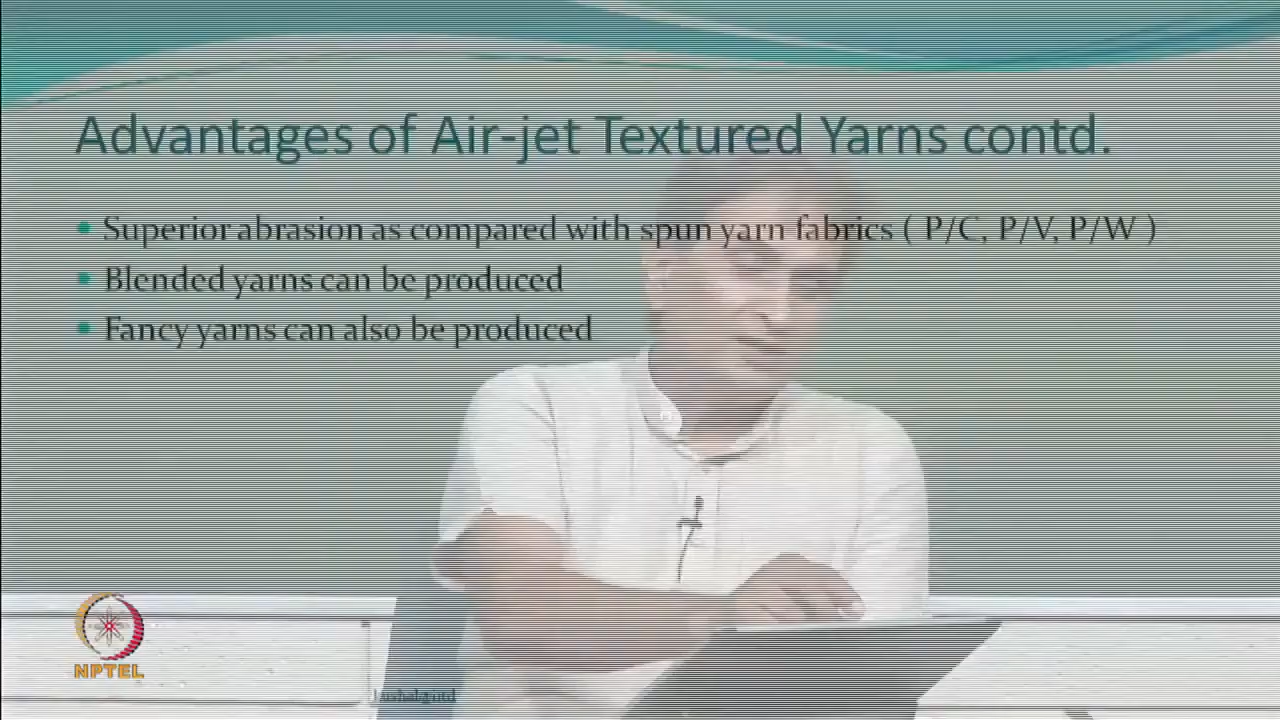 Advantages of Air-jet Textured Yarns contd.
• Superior abrasion as compared with spun yarn fabrics ( P/C, P/V, P/W )
• Blended yarns can be produced
• Fancy yarns can also be produced
NPTEL